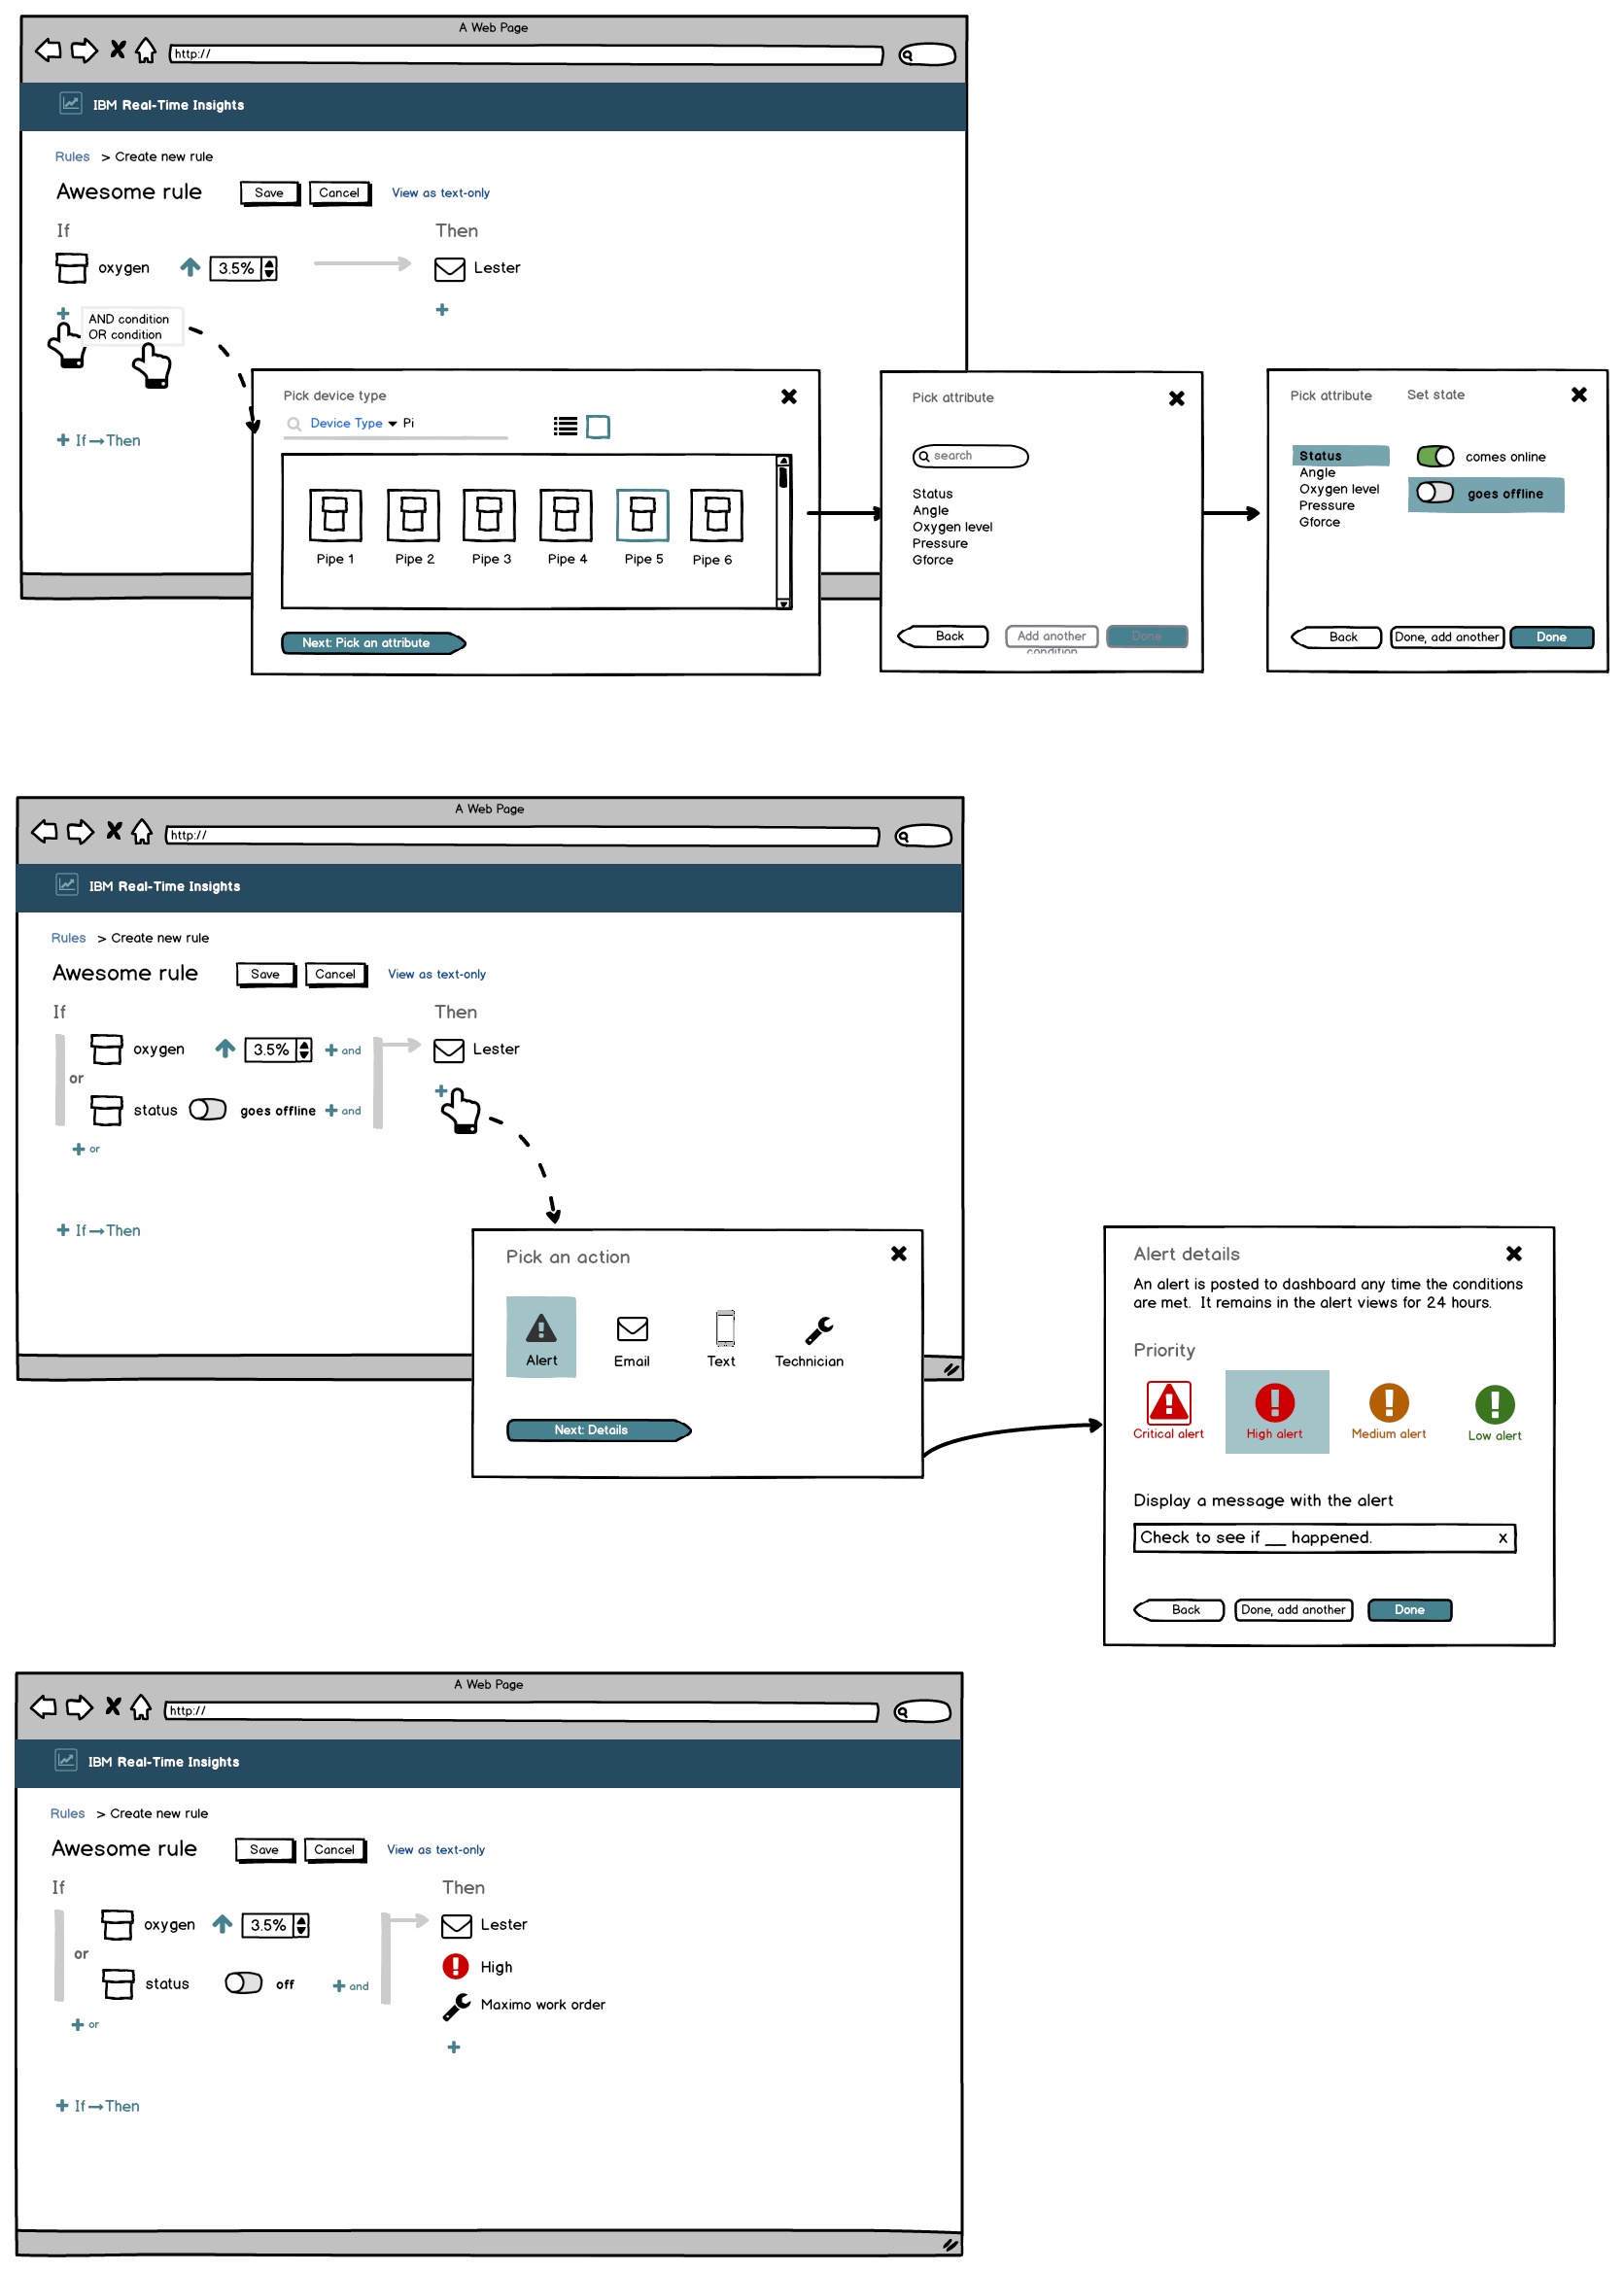 A Web Page
http://
IBM Real-Time Insights
Rules > Create new rule
Awesome rule Save Cancel View as text-only
If Then
oxygen 3.5% Lester
AND condition
OR condition
If Then
Pick device type
Device Type Pi
Pipe 1 Pipe 2 Pipe 3 Pipe 4 Pipe 5 Pipe 6
Next: Pick an attribute
Pick attribute
search
Status
Angle
Oxygen level
Pressure
Gforce
Back Add another condition Done
Pick attribute Set state
Status comes online
Angle
Oxygen level goes offline
Pressure
Gforce
Back Done, add another Done
A Web Page
http://
IBM Real-Time Insights
Rules > Create new rule
Awesome rule Save Cancel View as text-only
If Then
oxygen 3.5% + and Lester
or
status goes offline + and
+ or
+ If Then
Pick an action
Alert Email Text Technician
Next: Details
Alert details
An alert is posted to dashboard any time the conditions
are met. It remains in the alert views for 24 hours.
Priority
Critical alert High alert Medium alert Low alert
Display a message with the alert
Check to see if __ happened. x
Back Done, add another Done
A Web Page
http://
IBM Real-Time Insights
Rules > Create new rule
Awesome rule Save Cancel View as text-only
If Then
oxygen 3.5% Lester
or High
status off + and Maximo work order
+ or
+ If Then